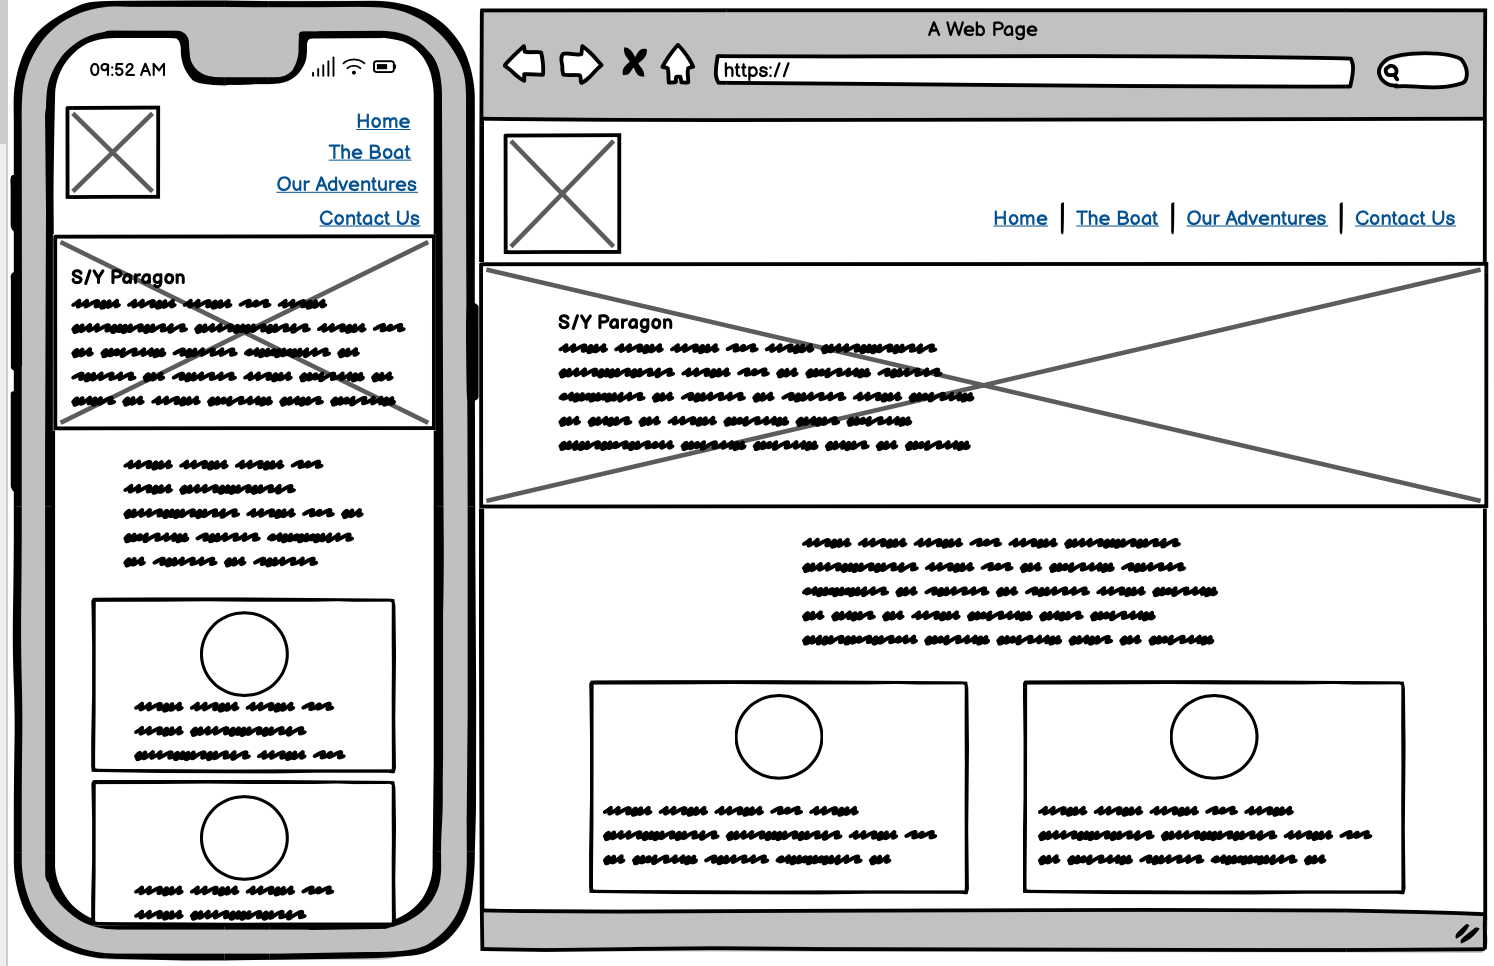 09:52 AM
Home
The Boat
Our Adventures
Contact Us
S/Y Paragon
A Web Page
https://
Home
The Boat
Our Adventures
Contact Us
S/Y Paragon